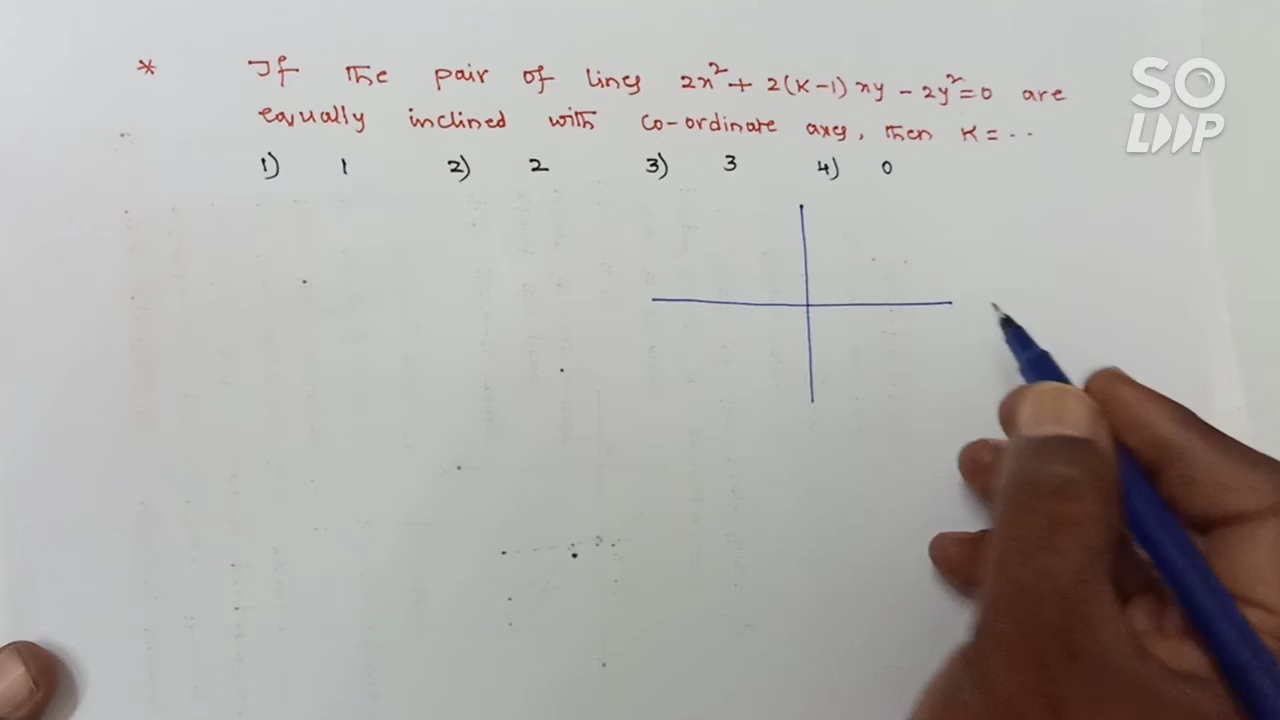 * If the pair of lines 2x²+ 2(K-1) xy - 2y²=0 are
equally inclined with co-ordinate axes, then K = ...
1) 1 2) 2 3) 3 4) 0
SO
LOOP